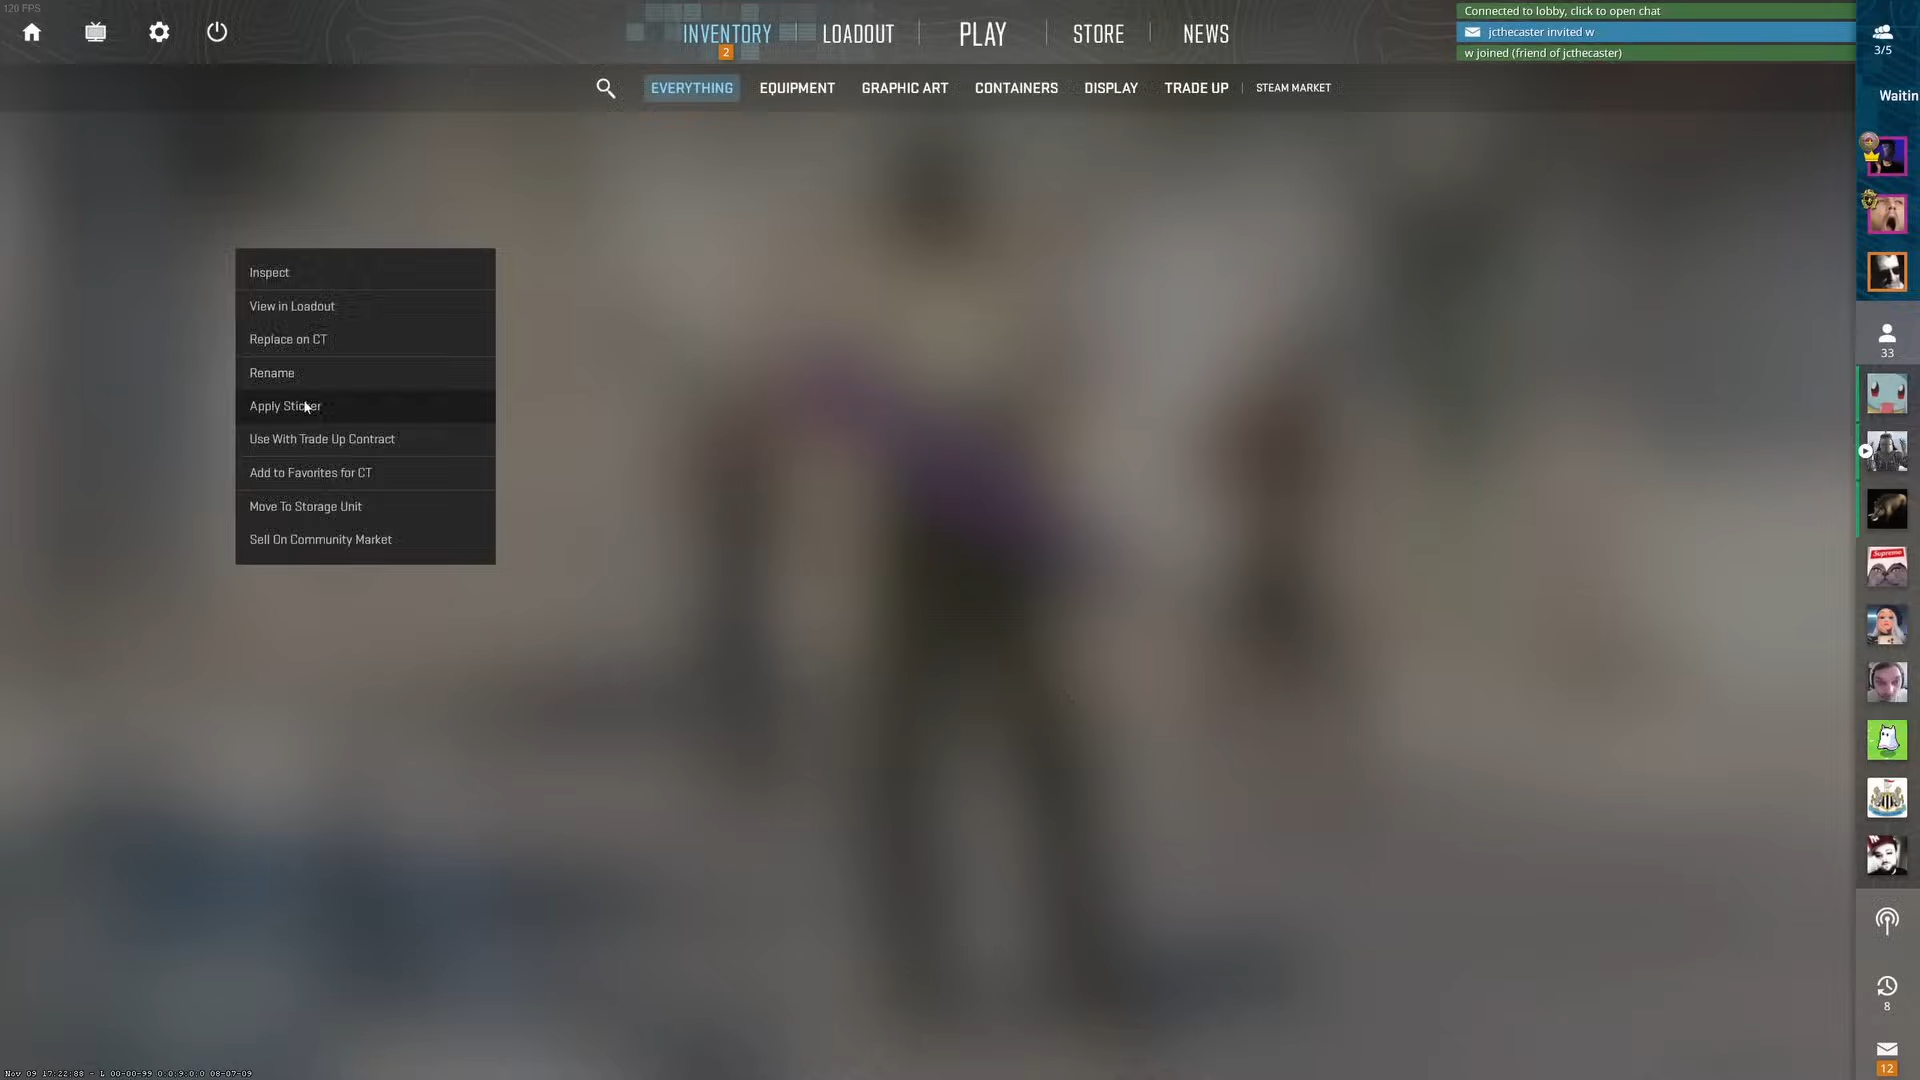 120 FPS
INVENTORY
2
LOADOUT
PLAY
STORE
NEWS
Connected to lobby, click to open chat
jcthecaster invited w
w joined (friend of jcthecaster)
3/5
EVERYTHING
EQUIPMENT
GRAPHIC ART
CONTAINERS
DISPLAY
TRADE UP
STEAM MARKET
Waitin
Inspect
View in Loadout
Replace on CT
Rename
Apply Sticker
Use With Trade Up Contract
Add to Favorites for CT
Move To Storage Unit
Sell On Community Market
33
Supreme
8
12